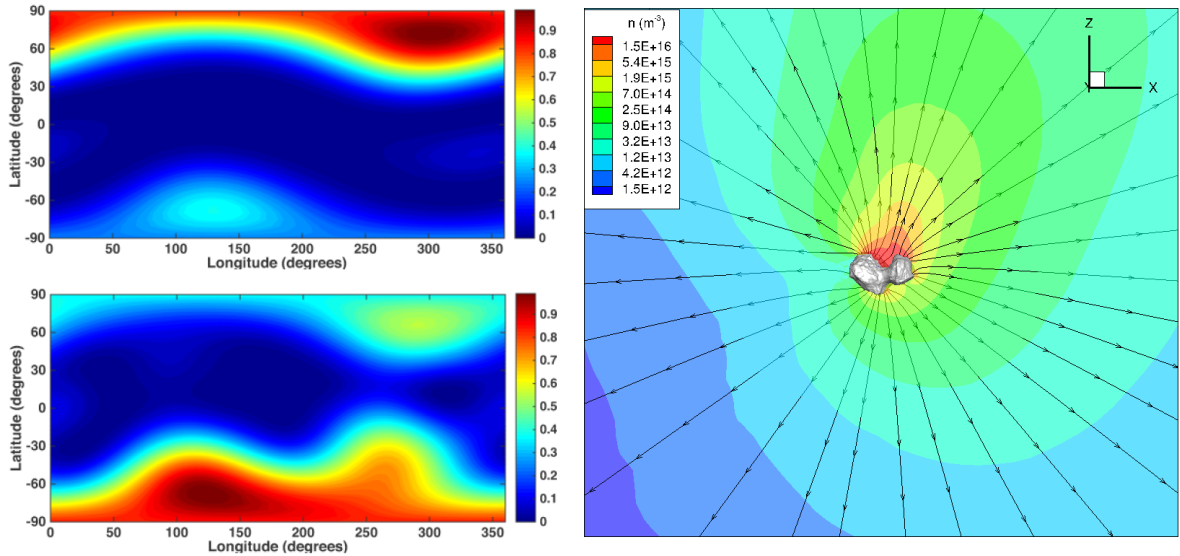 90
60
30
0
-30
-60
-90
Latitude (degrees)
0 50 100 150 200 250 300 350
Longitude (degrees)
0.9
0.8
0.7
0.6
0.5
0.4
0.3
0.2
0.1
0
90
60
30
0
-30
-60
-90
Latitude (degrees)
0 50 100 150 200 250 300 350
Longitude (degrees)
0.9
0.8
0.7
0.6
0.5
0.4
0.3
0.2
0.1
0
n (m⁻³)
1.5E+16
5.4E+15
1.9E+15
7.0E+14
2.5E+14
9.0E+13
3.2E+13
1.2E+13
4.2E+12
1.5E+12
Z
Y X